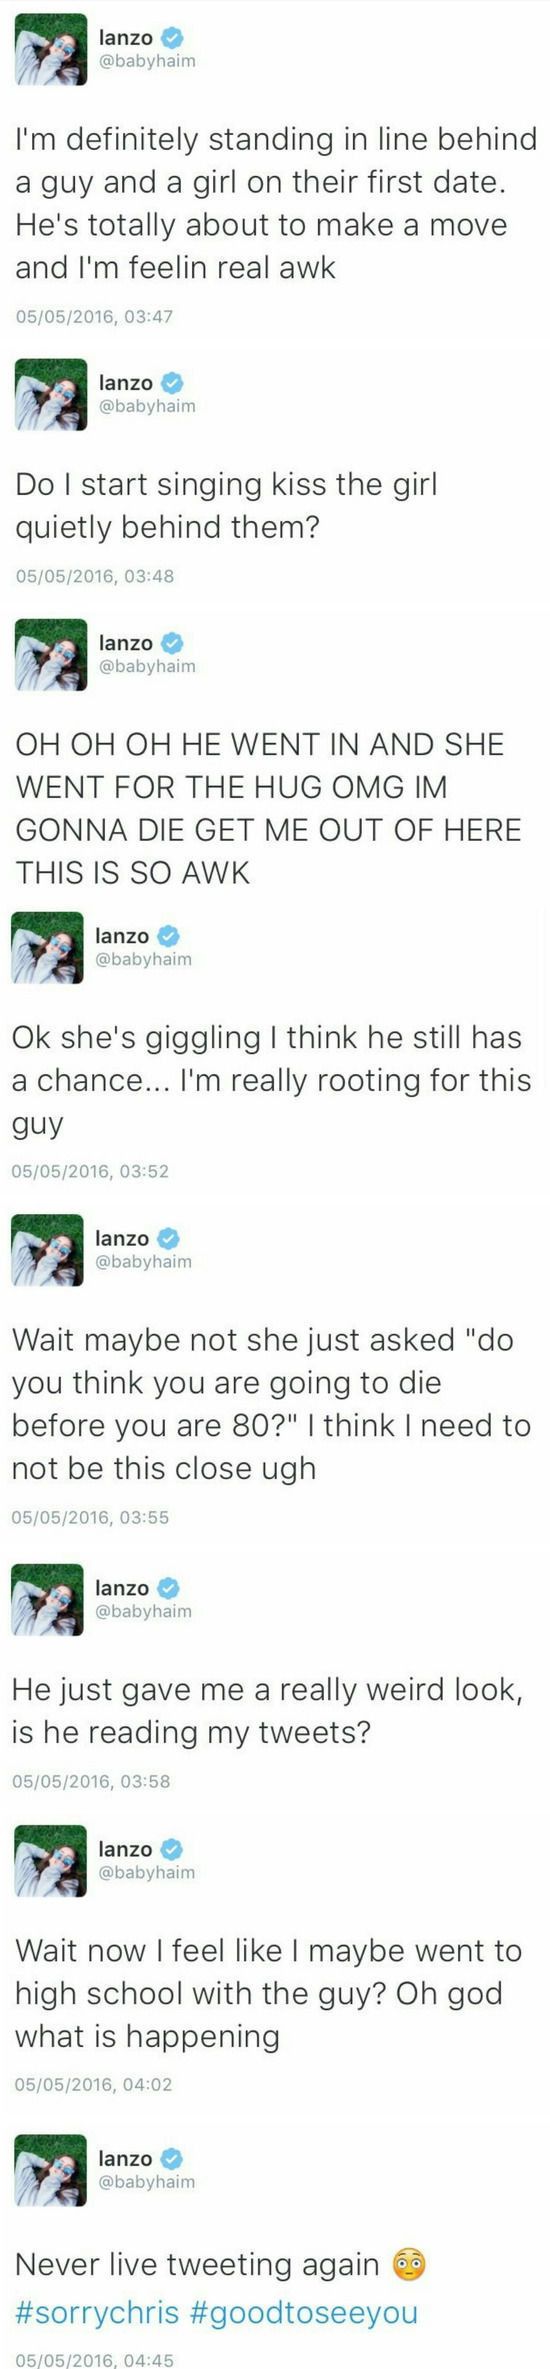 lanzo
@babyhaim
I'm definitely standing in line behind
a guy and a girl on their first date.
He's totally about to make a move
and I'm feelin real awk
05/05/2016, 03:47
lanzo
@babyhaim
Do I start singing kiss the girl
quietly behind them?
05/05/2016, 03:48
lanzo
@babyhaim
OH OH OH HE WENT IN AND SHE
WENT FOR THE HUG OMG IM
GONNA DIE GET ME OUT OF HERE
THIS IS SO AWK
lanzo
@babyhaim
Ok she's giggling I think he still has
a chance... I'm really rooting for this
guy
05/05/2016, 03:52
lanzo
@babyhaim
Wait maybe not she just asked "do
you think you are going to die
before you are 80?" I think I need to
not be this close ugh
05/05/2016, 03:55
lanzo
@babyhaim
He just gave me a really weird look,
is he reading my tweets?
05/05/2016, 03:58
lanzo
@babyhaim
Wait now I feel like I maybe went to
high school with the guy? Oh god
what is happening
05/05/2016, 04:02
lanzo
@babyhaim
Never live tweeting again 😳
#sorrychris #goodtoseeyou
05/05/2016, 04:45